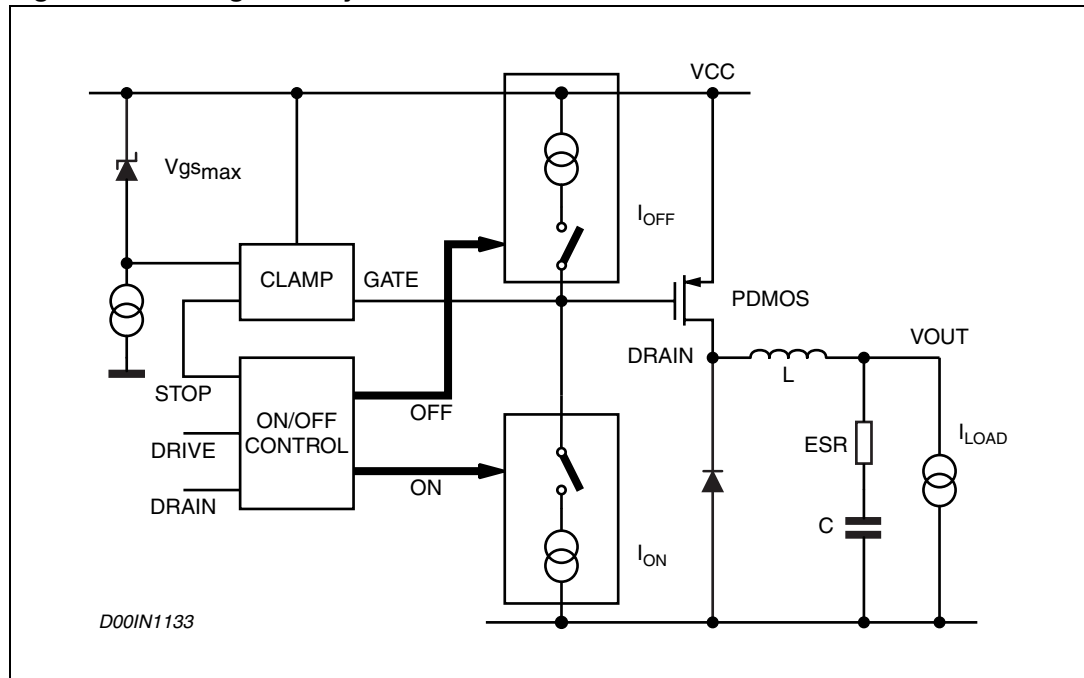 VCC
Vgsmax
IOFF
CLAMP
GATE
PDMOS
DRAIN
VOUT
L
STOP
OFF
ON/OFF
CONTROL
DRIVE
ESR
ILOAD
ON
DRAIN
C
ION
D00IN1133